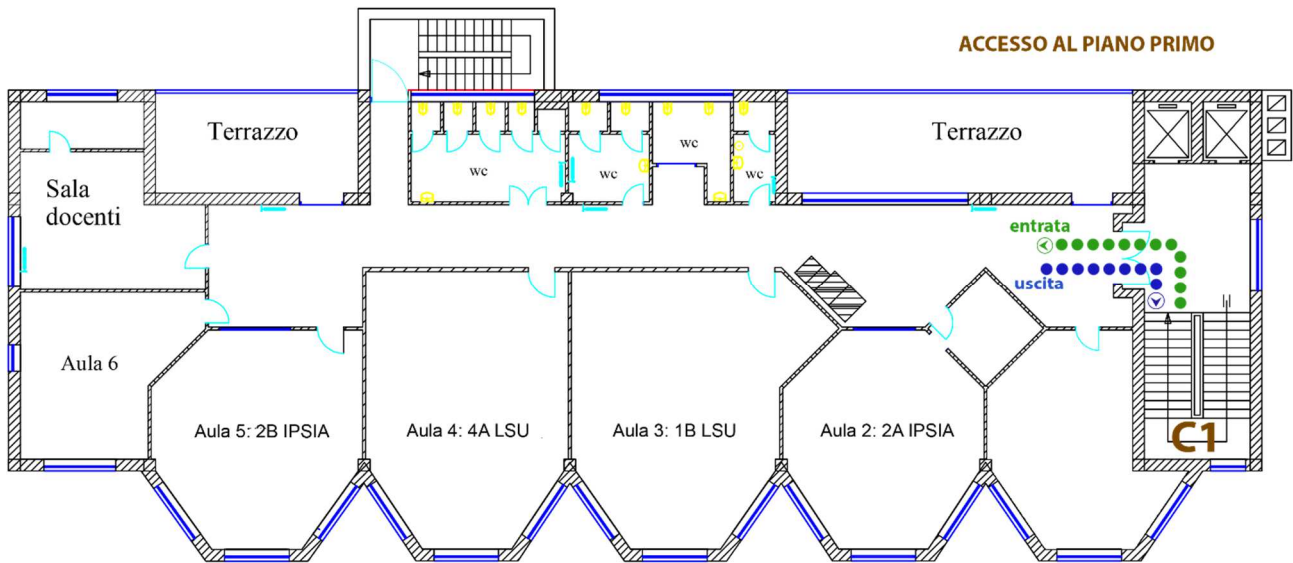 ACCESSO AL PIANO PRIMO
Terrazzo
Terrazzo
wc
wc
wc
wc
Sala
docenti
entrata
uscita
Aula 6
Aula 5: 2B IPSIA
Aula 4: 4A LSU
Aula 3: 1B LSU
Aula 2: 2A IPSIA
C1